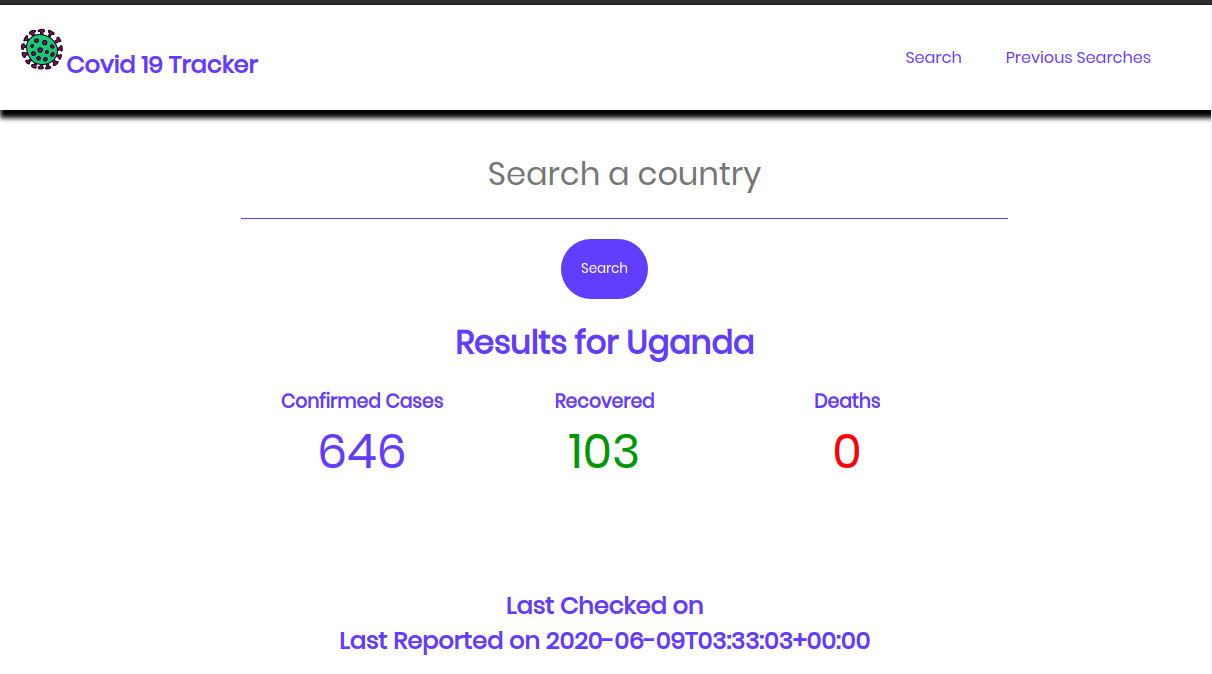 Covid 19 Tracker
Search Previous Searches
Search a country
Search
Results for Uganda
Confirmed Cases Recovered Deaths
646 103 0
Last Checked on
Last Reported on 2020-06-09T03:33:03+00:00